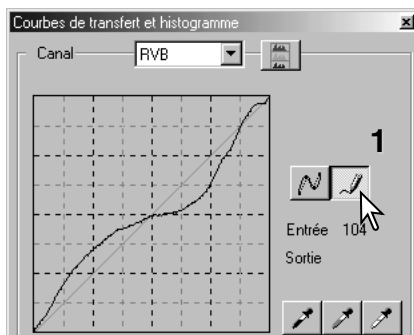 Courbes de transfert et histogramme
Canal RVB
1
Entrée 104
Sortie